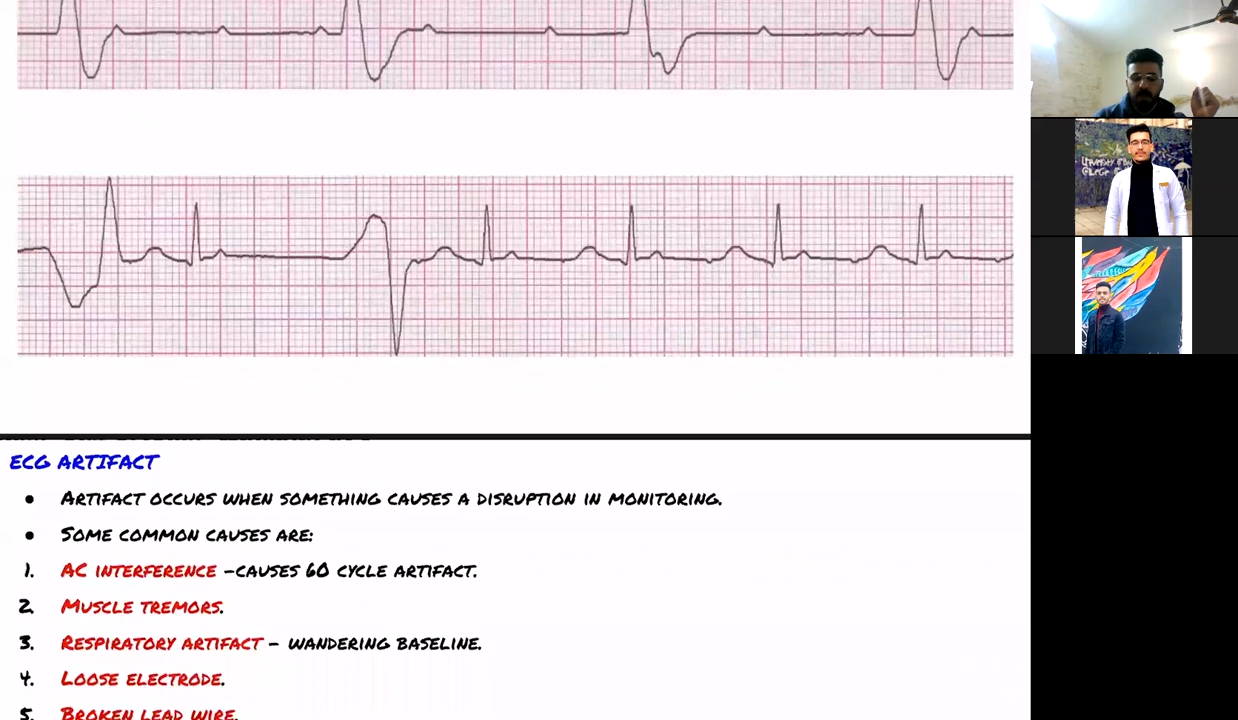 UNIVERSITY
ECG ARTIFACT
• ARTIFACT OCCURS WHEN SOMETHING CAUSES A DISRUPTION IN MONITORING.
• SOME COMMON CAUSES ARE:
1. AC INTERFERENCE -CAUSES 60 CYCLE ARTIFACT.
2. MUSCLE TREMORS.
3. RESPIRATORY ARTIFACT - WANDERING BASELINE.
4. LOOSE ELECTRODE.
5. BROKEN LEAD WIRE.